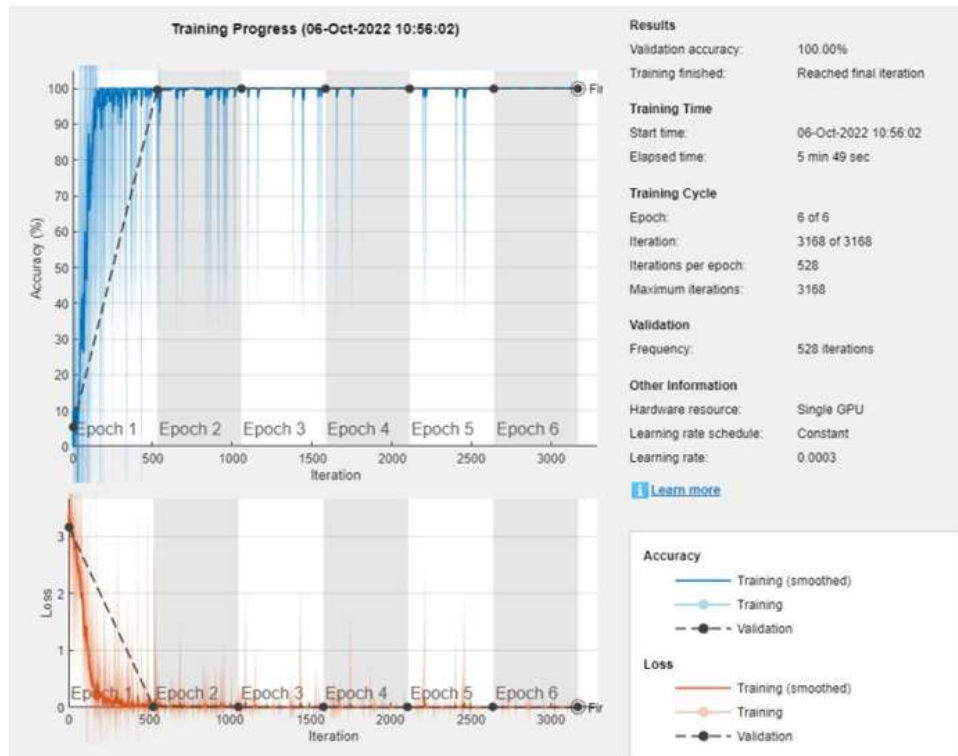 Training Progress (06-Oct-2022 10:56:02)
100
90
80
70
60
50
40
30
20
10
0
Accuracy (%)
Fir
Epoch 1 Epoch 2 Epoch 3 Epoch 4 Epoch 5 Epoch 6
0 500 1000 1500 2000 2500 3000
Iteration
3
2
1
0
Loss
Fir
Epoch 1 Epoch 2 Epoch 3 Epoch 4 Epoch 5 Epoch 6
0 500 1000 1500 2000 2500 3000
Iteration
Results
Validation accuracy: 100.00%
Training finished: Reached final iteration
Training Time
Start time: 06-Oct-2022 10:56:02
Elapsed time: 5 min 49 sec
Training Cycle
Epoch: 6 of 6
Iteration: 3168 of 3168
Iterations per epoch: 528
Maximum iterations: 3168
Validation
Frequency: 528 iterations
Other Information
Hardware resource: Single GPU
Learning rate schedule: Constant
Learning rate: 0.0003
i Learn more
Accuracy
Training (smoothed)
Training
Validation
Loss
Training (smoothed)
Training
Validation